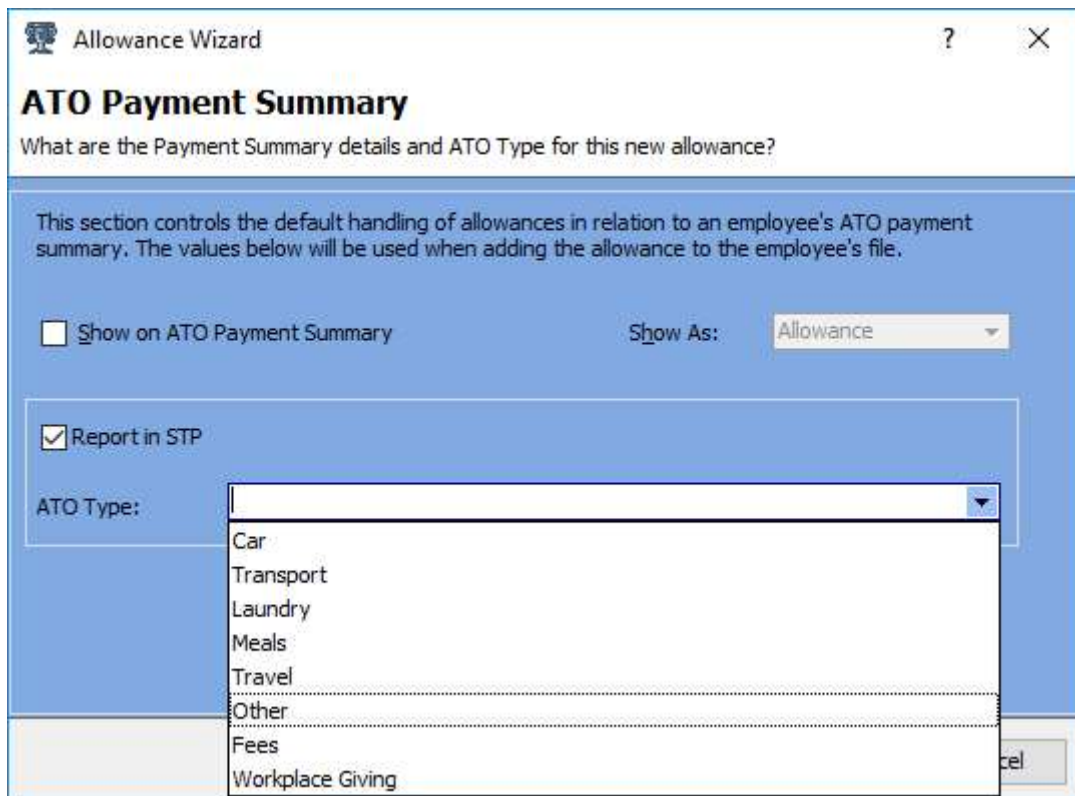 Allowance Wizard ?
ATO Payment Summary
What are the Payment Summary details and ATO Type for this new allowance?
This section controls the default handling of allowances in relation to an employee's ATO payment
summary. The values below will be used when adding the allowance to the employee's file.
Show on ATO Payment Summary Show As: Allowance
Report in STP
ATO Type:
Car
Transport
Laundry
Meals
Travel
Other
Fees
Workplace Giving